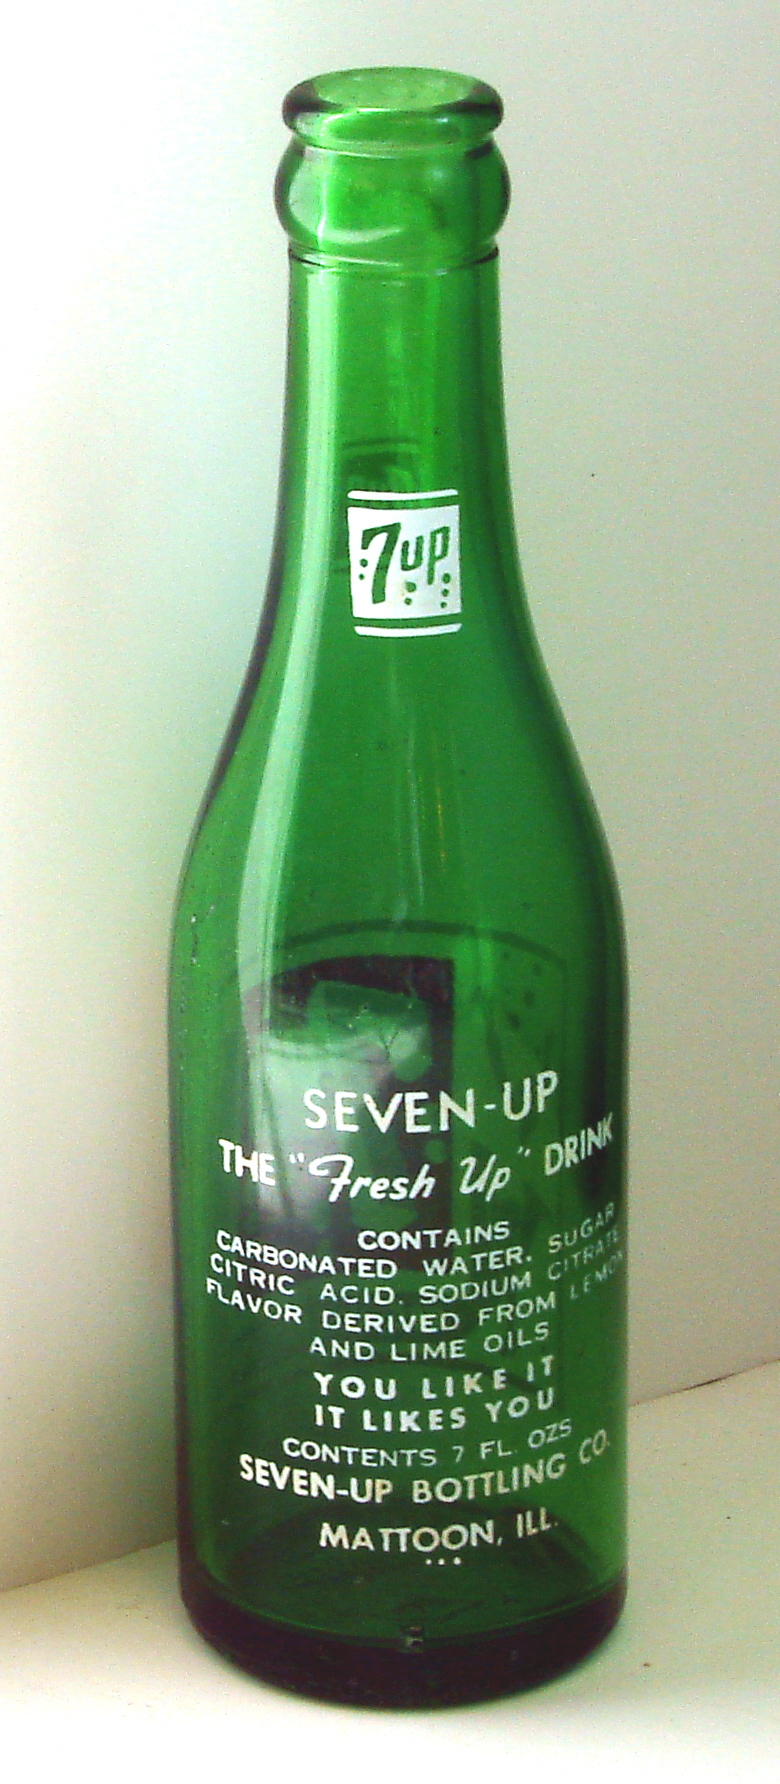 7up
SEVEN-UP
THE "Fresh Up" DRINK
CONTAINS
CARBONATED WATER. SUGAR
CITRIC ACID. SODIUM CITRATE
FLAVOR DERIVED FROM LEMON
AND LIME OILS
YOU LIKE IT
IT LIKES YOU
CONTENTS 7 FL. OZS
SEVEN-UP BOTTLING CO.
MATTOON, ILL.